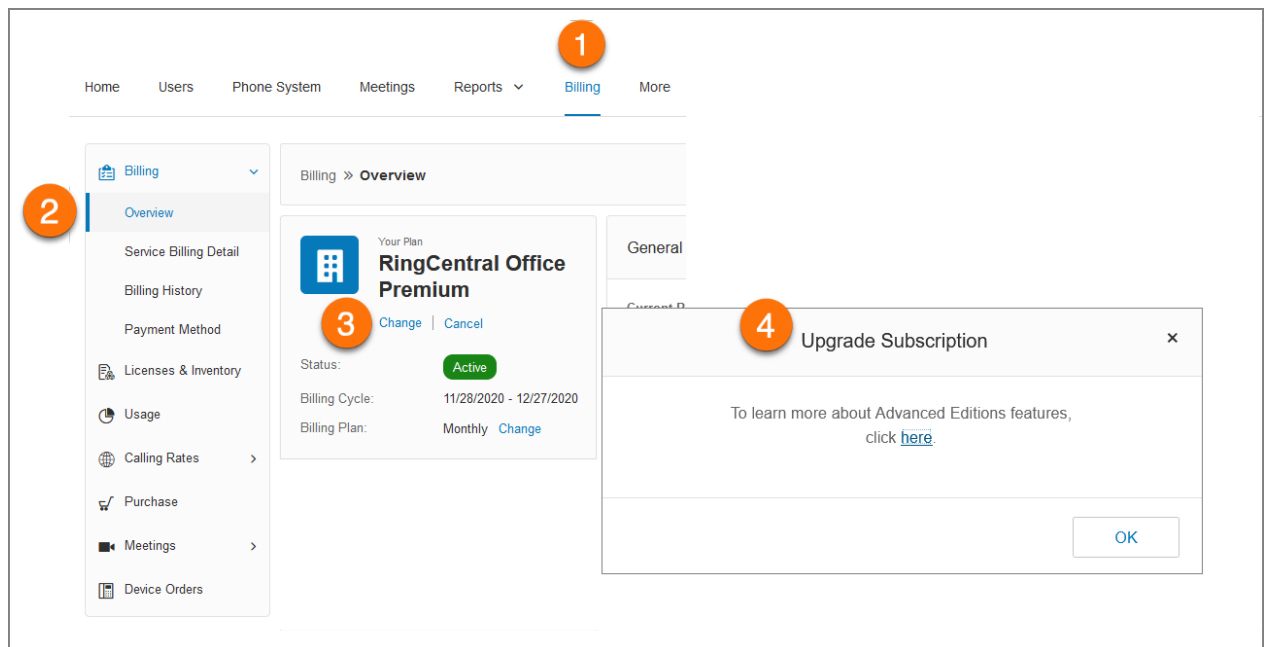 1
Home Users Phone System Meetings Reports Billing More
Billing
Billing » Overview
2
Overview
Service Billing Detail
Billing History
Payment Method
Licenses & Inventory
Usage
Calling Rates
Purchase
Meetings
Device Orders
Your Plan
RingCentral Office
Premium
3
Change | Cancel
Status: Active
Billing Cycle: 11/28/2020 - 12/27/2020
Billing Plan: Monthly Change
General
Current
4
Upgrade Subscription ×
To learn more about Advanced Editions features,
click here.
OK